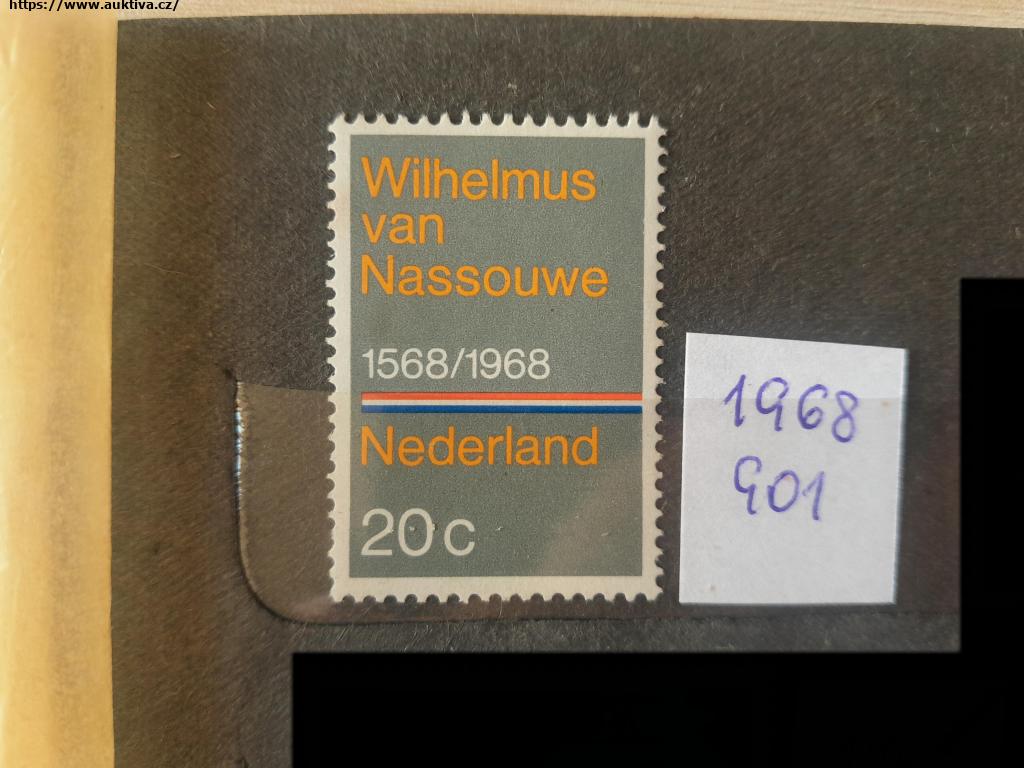 https://www.auktiva.cz/
Wilhelmus
van
Nassouwe
1568/1968
Nederland
20c
1968
901